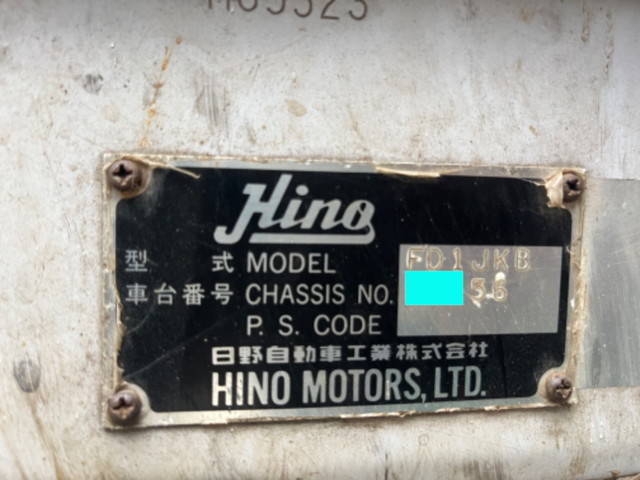 Hino
型 式 MODEL FD1JKB
車台番号 CHASSIS NO. 56
P. S. CODE
日野自動車工業株式会社
HINO MOTORS, LTD.